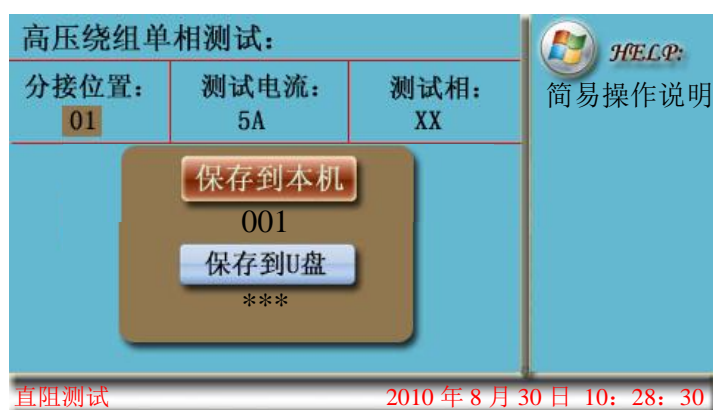 高压绕组单相测试：
分接位置： 测试电流： 测试相：
01 5A XX
保存到本机
001
保存到U盘
***
HELP:
简易操作说明
直阻测试 2010 年 8 月 30 日 10：28：30